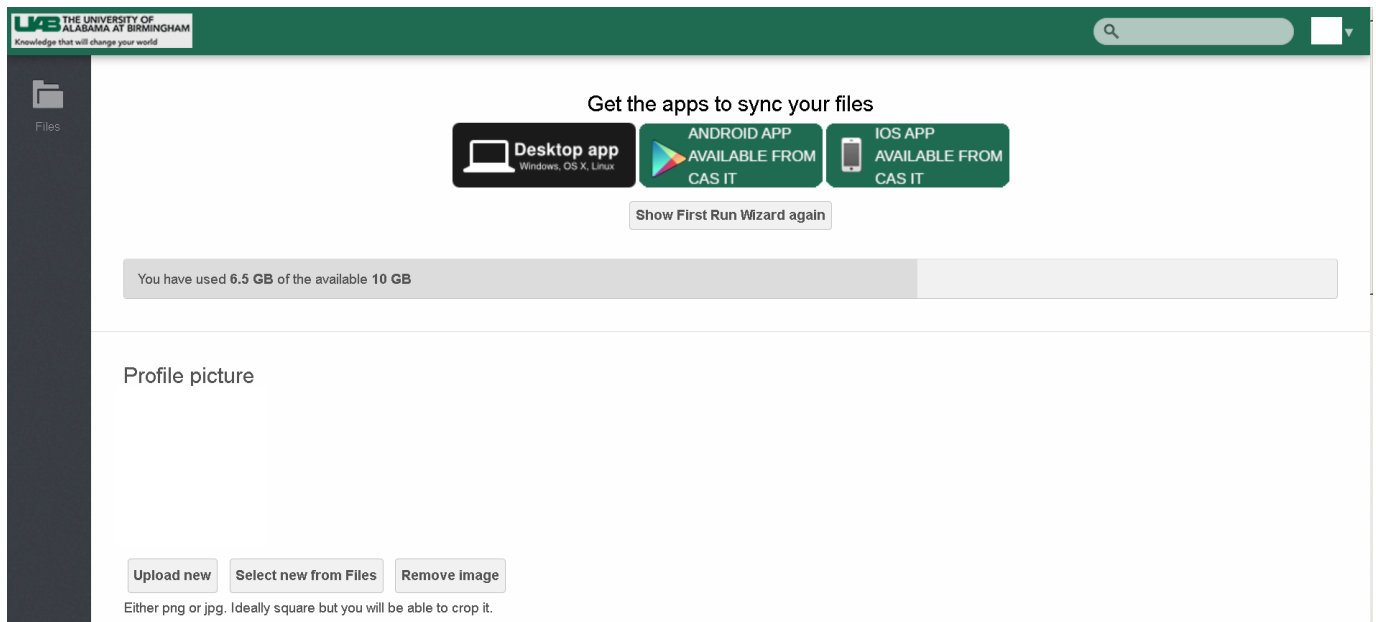 UAB THE UNIVERSITY OF
ALABAMA AT BIRMINGHAM
Knowledge that will change your world
Files
Get the apps to sync your files
Desktop app
Windows, OS X, Linux
ANDROID APP
AVAILABLE FROM
CAS IT
IOS APP
AVAILABLE FROM
CAS IT
Show First Run Wizard again
You have used 6.5 GB of the available 10 GB
Profile picture
Upload new Select new from Files Remove image
Either png or jpg. Ideally square but you will be able to crop it.